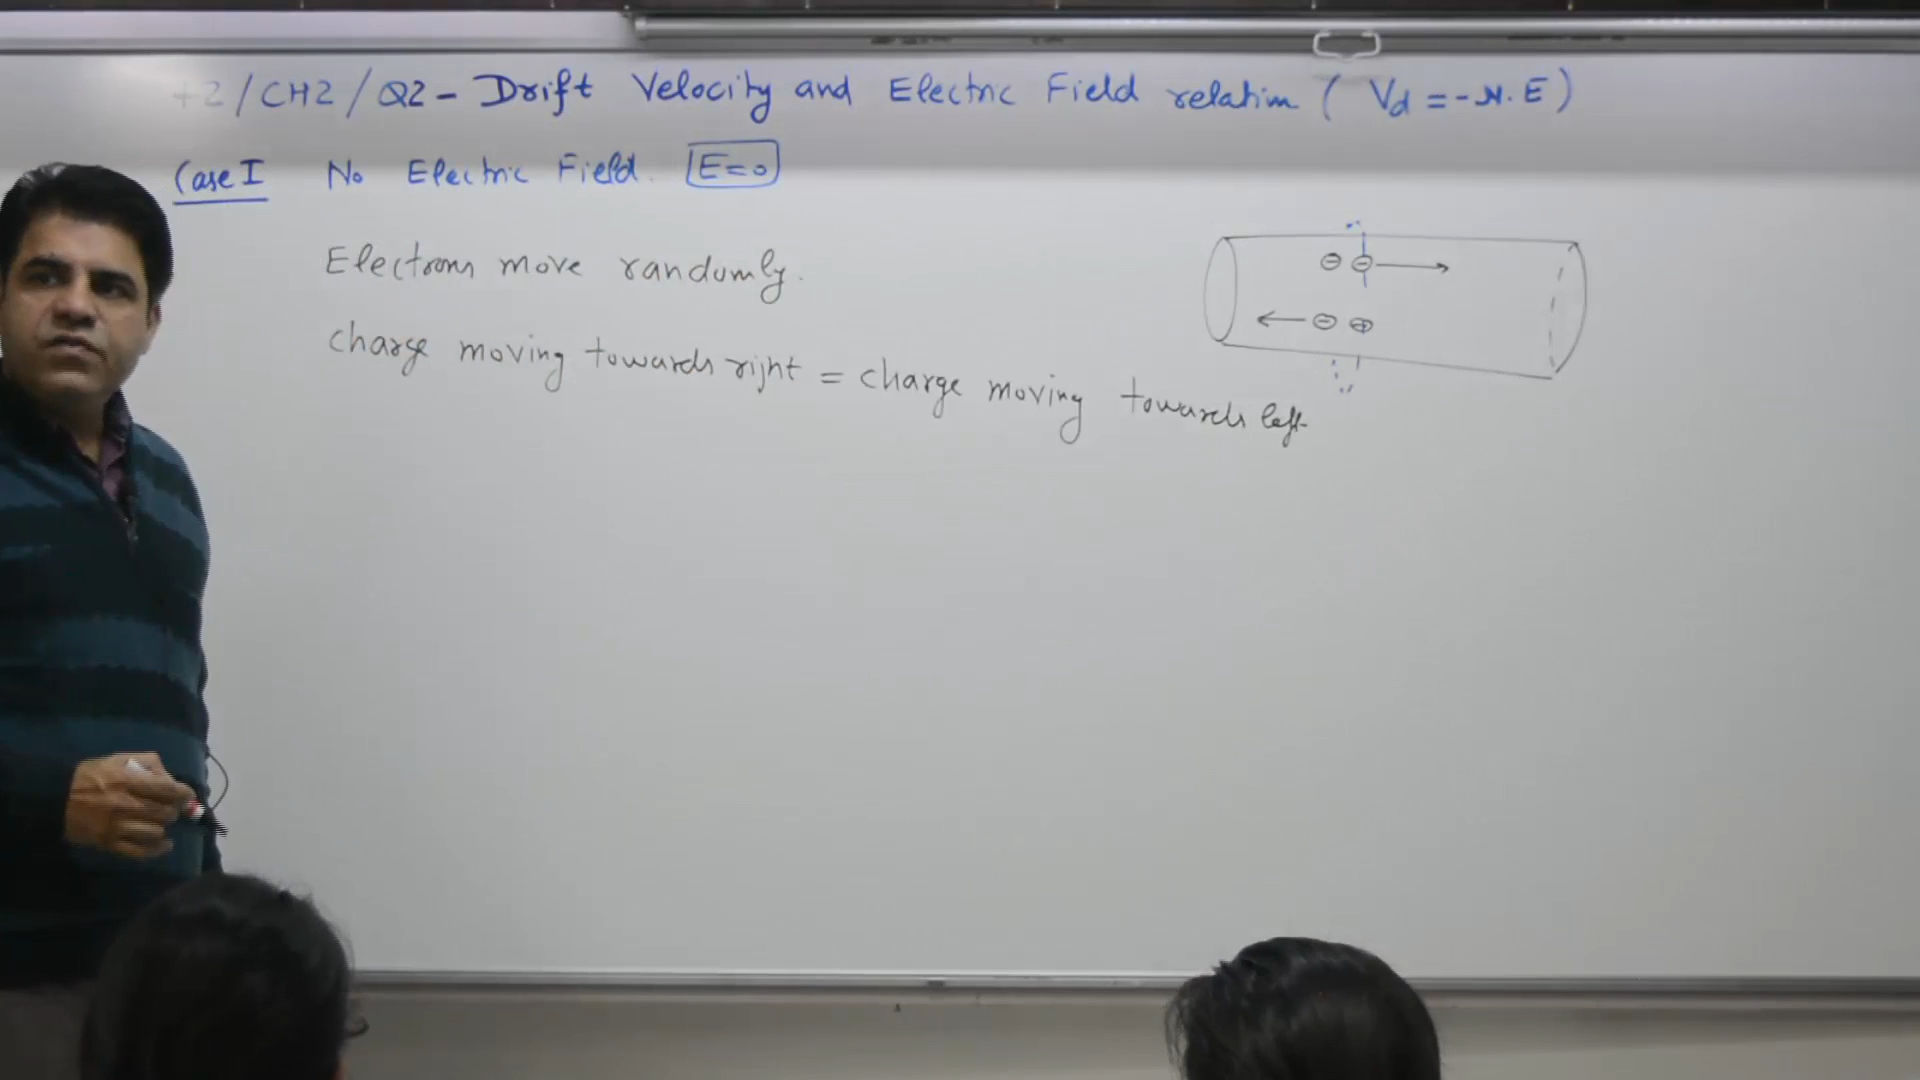 +2/CH2/Q2- Drift Velocity and Electric Field relation ( Vd = -μ.E )
Case I No Electric Field. E=0
Electrons move randomly.
charge moving towards right = charge moving towards left
⊖ ⊖
⊖ ⊕